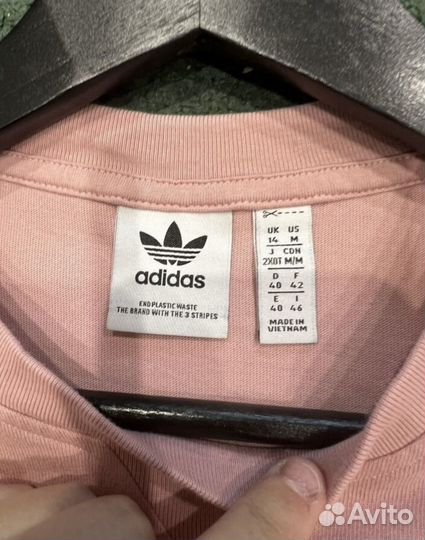 adidas
END PLASTIC WASTE
THE BRAND WITH THE 3 STRIPES
UK US
14 M
J CDN
2XOT M/M
D F
40 42
E I
40 46
MADE IN
VIETNAM
Avito